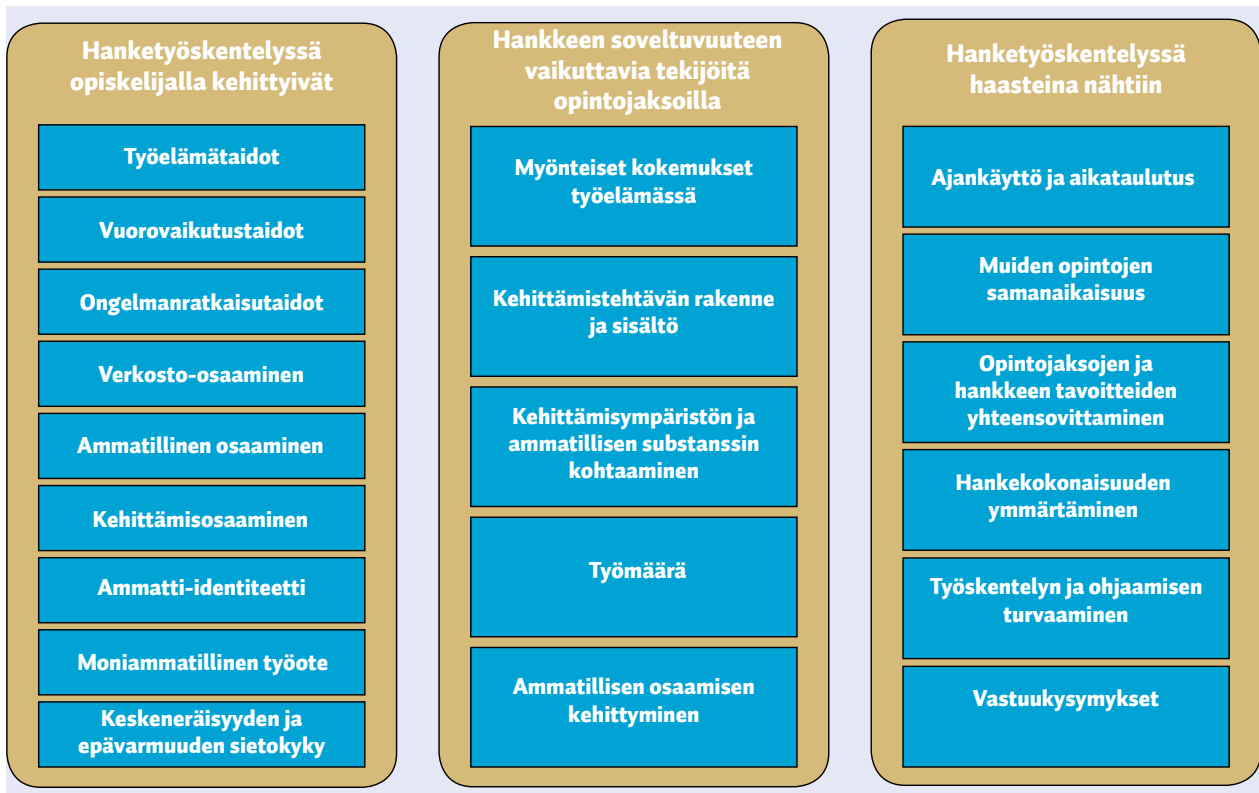 Hanketyöskentelyssä
opiskelijalla kehittyivät
Työelämätaidot
Vuorovaikutustaidot
Ongelmanratkaisutaidot
Verkosto-osaaminen
Ammatillinen osaaminen
Kehittämisosaaminen
Ammatti-identiteetti
Moniammatillinen työote
Keskeneräisyyden ja
epävarmuuden sietokyky
Hankkeen soveltuvuuteen
vaikuttavia tekijöitä
opintojaksoilla
Myönteiset kokemukset
työelämässä
Kehittämistehtävän rakenne
ja sisältö
Kehittämisympäristön ja
ammatillisen substanssin
kohtaaminen
Työmäärä
Ammatillisen osaamisen
kehittyminen
Hanketyöskentelyssä
haasteina nähtiin
Ajankäyttö ja aikataulutus
Muiden opintojen
samanaikaisuus
Opintojaksojen ja
hankkeen tavoitteiden
yhteensovittaminen
Hankekokonaisuuden
ymmärtäminen
Työskentelyn ja ohjaamisen
turvaaminen
Vastuukysymykset